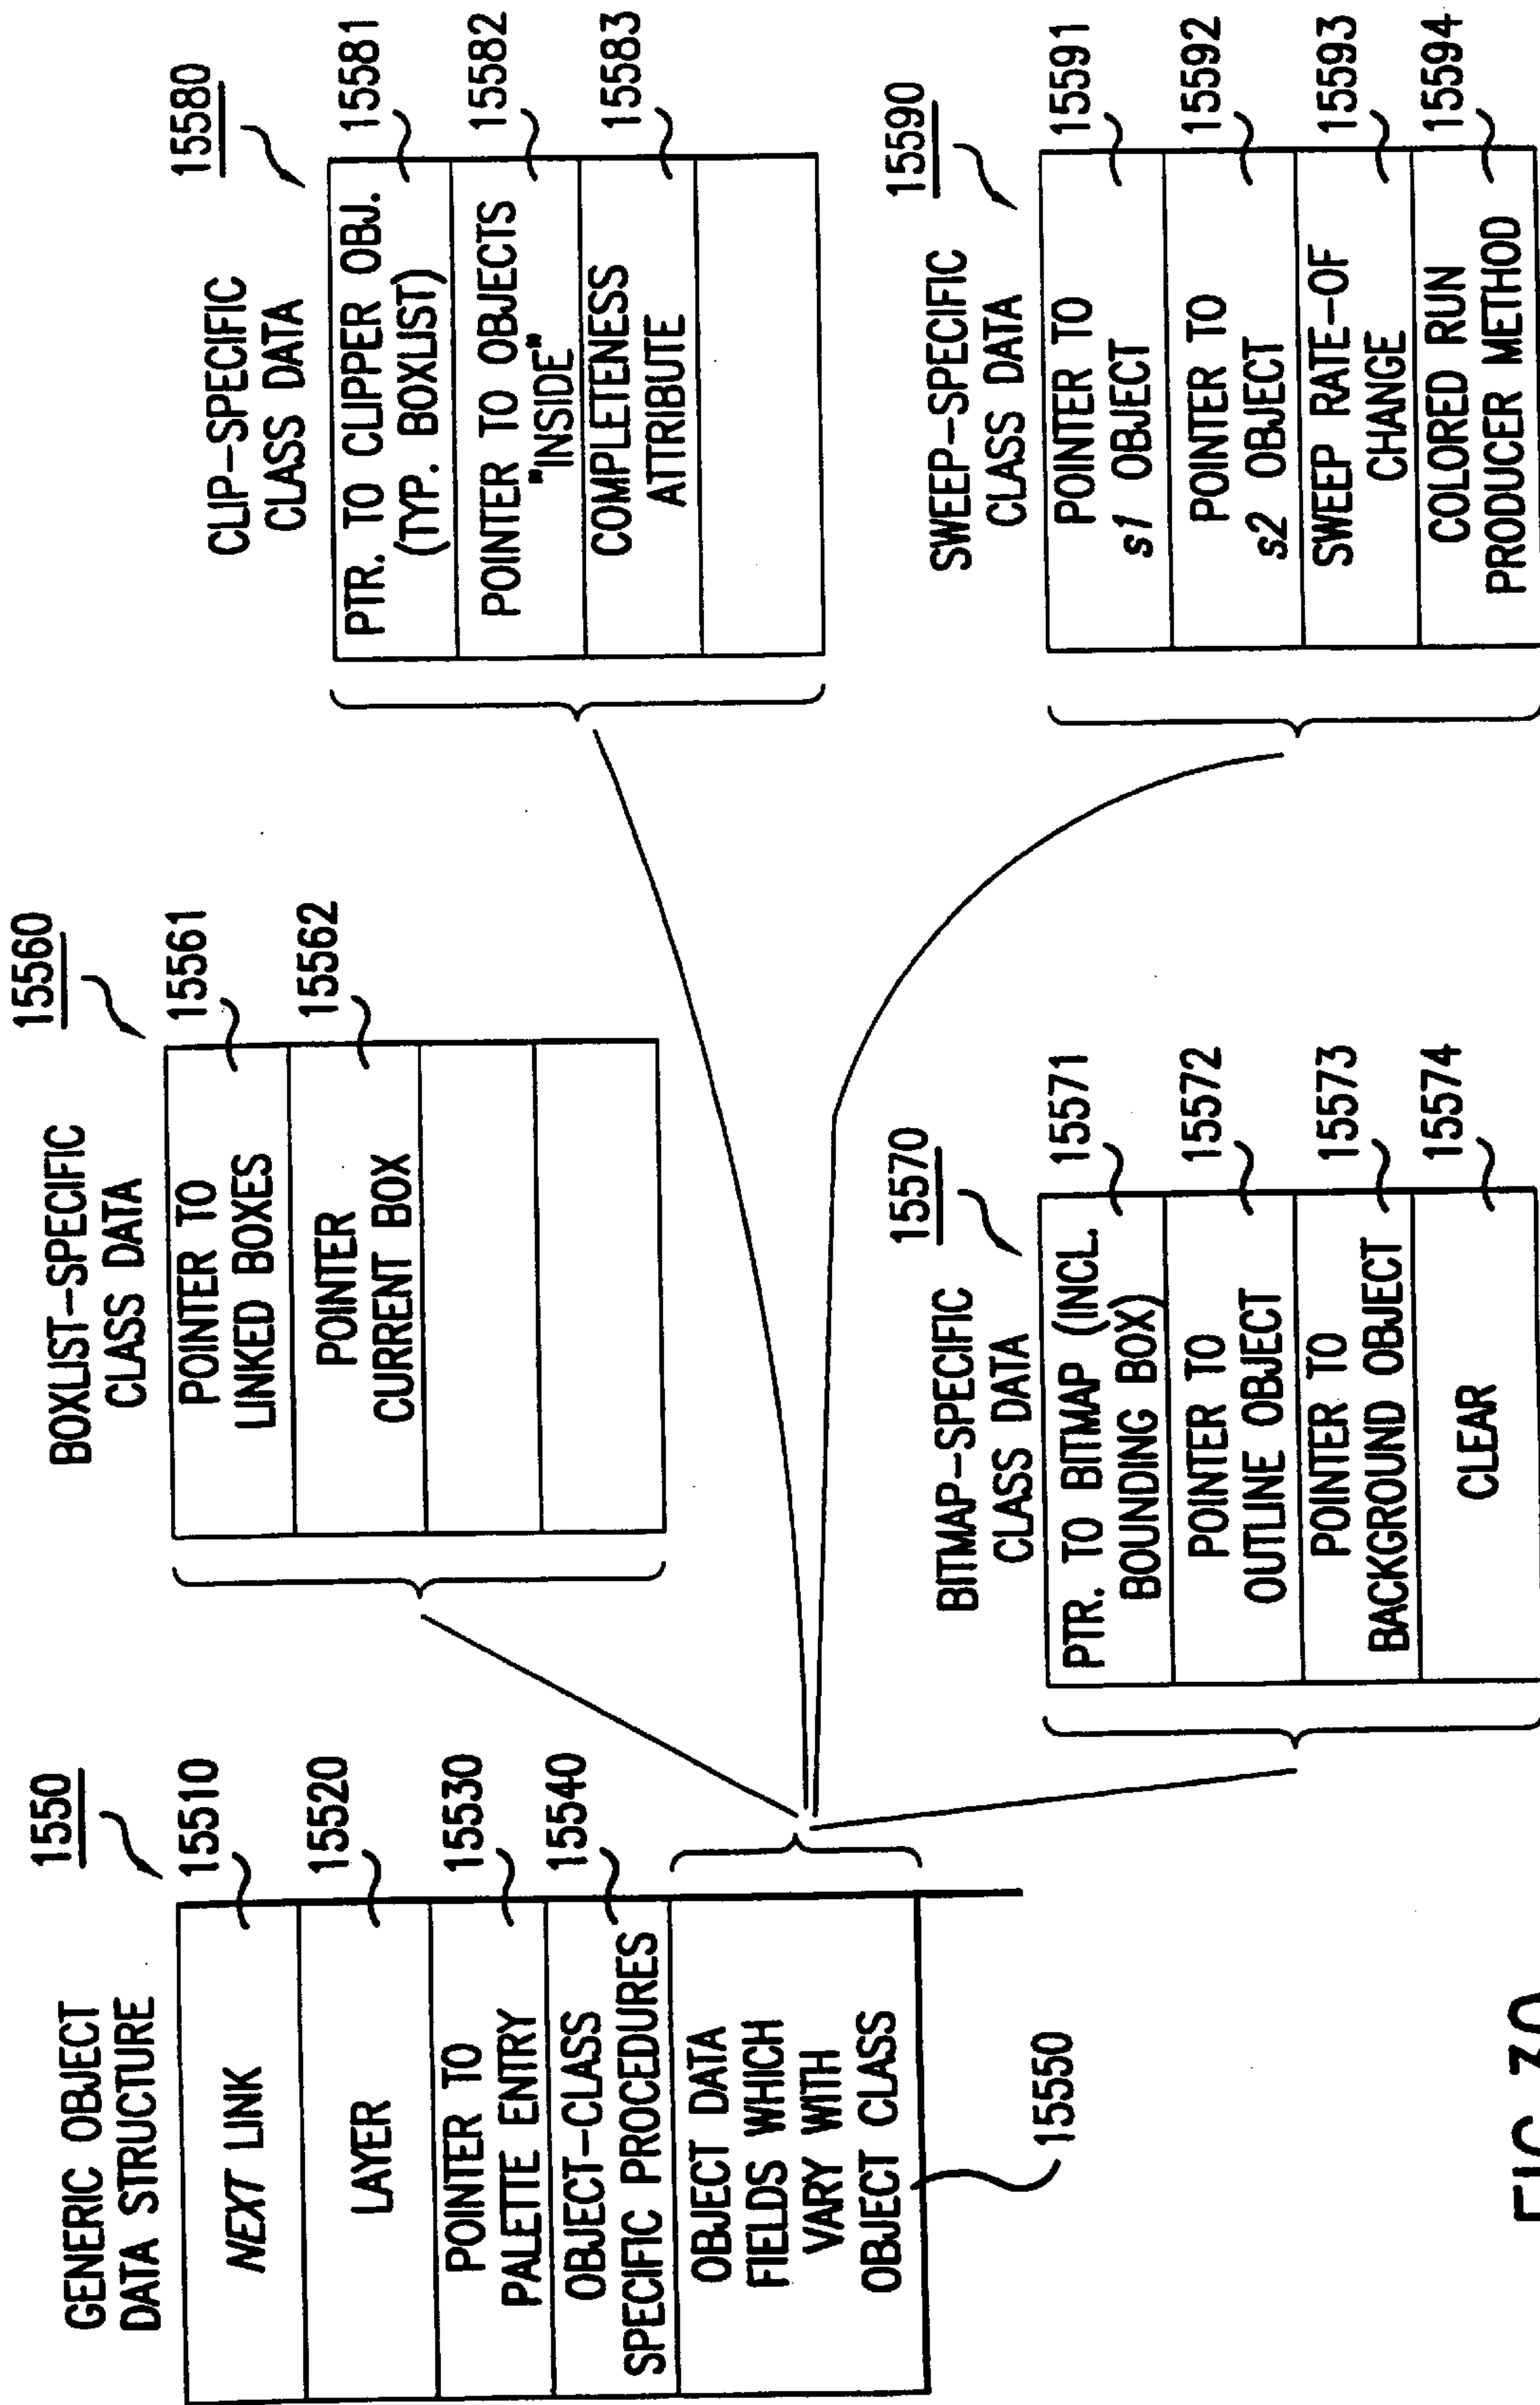 1550
GENERIC OBJECT
DATA STRUCTURE
NEXT LINK
15510
LAYER
15520
POINTER TO
PALETTE ENTRY
15530
OBJECT-CLASS
SPECIFIC PROCEDURES
15540
OBJECT DATA
FIELDS WHICH
VARY WITH
OBJECT CLASS
15550
15560
BOXLIST-SPECIFIC
CLASS DATA
POINTER TO
LINKED BOXES
15561
POINTER
CURRENT BOX
15562
15570
BITMAP-SPECIFIC
CLASS DATA
PTR. TO BITMAP (INCL.
BOUNDING BOX)
15571
POINTER TO
OUTLINE OBJECT
15572
POINTER TO
BACKGROUND OBJECT
15573
CLEAR
15574
15580
CLIP-SPECIFIC
CLASS DATA
PTR. TO CLIPPER OBJ.
(TYP. BOXLIST)
15581
POINTER TO OBJECTS
"INSIDE"
15582
COMPLETENESS
ATTRIBUTE
15583
15590
SWEEP-SPECIFIC
CLASS DATA
POINTER TO
s1 OBJECT
15591
POINTER TO
s2 OBJECT
15592
SWEEP RATE-OF
CHANGE
15593
COLORED RUN
PRODUCER METHOD
15594
FIG.30